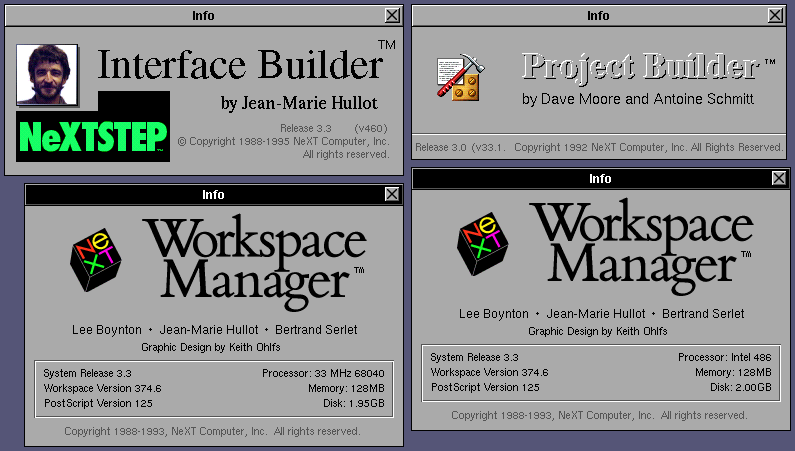 Info
Interface Builder™
by Jean-Marie Hullot
NeXTSTEP™
Release 3.3 (v460)
© Copyright 1988-1995 NeXT Computer, Inc.
All rights reserved.
Info
Project Builder™
by Dave Moore and Antoine Schmitt
Release 3.0 (v33.1. Copyright 1992 NeXT Computer, Inc. All Rights Reserved.
Info
NeXT
Workspace
Manager™
Lee Boynton • Jean-Marie Hullot • Bertrand Serlet
Graphic Design by Keith Ohlfs
System Release 3.3 Processor: 33 MHz 68040
Workspace Version 374.6 Memory: 128MB
PostScript Version 125 Disk: 1.95GB
Copyright 1988-1993, NeXT Computer, Inc. All rights reserved.
Info
NeXT
Workspace
Manager™
Lee Boynton • Jean-Marie Hullot • Bertrand Serlet
Graphic Design by Keith Ohlfs
System Release 3.3 Processor: Intel 486
Workspace Version 374.6 Memory: 128MB
PostScript Version 125 Disk: 2.00GB
Copyright 1988-1993, NeXT Computer, Inc. All rights reserved.